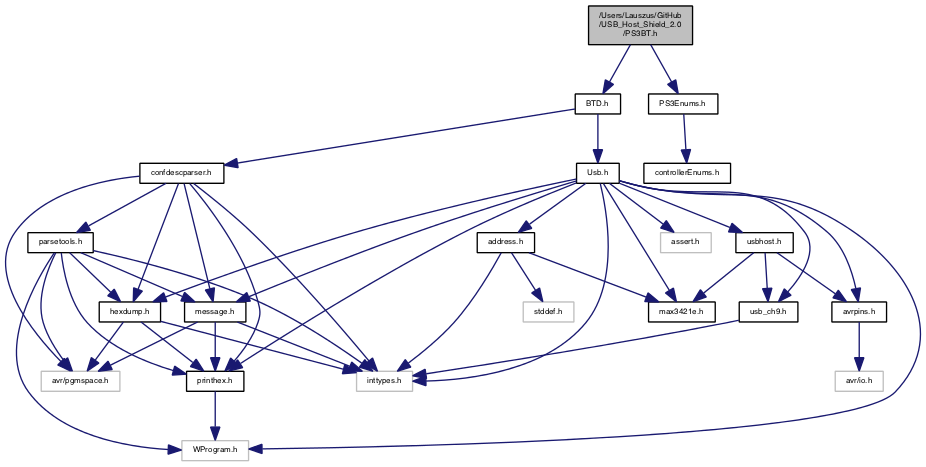 /Users/Lauszus/GitHub
/USB_Host_Shield_2.0
/PS3BT.h
BTD.h
PS3Enums.h
confdescparser.h
Usb.h
controllerEnums.h
parsetools.h
address.h
assert.h
usbhost.h
hexdump.h
message.h
stddef.h
max3421e.h
usb_ch9.h
avrpins.h
avr/pgmspace.h
printhex.h
inttypes.h
avr/io.h
WProgram.h